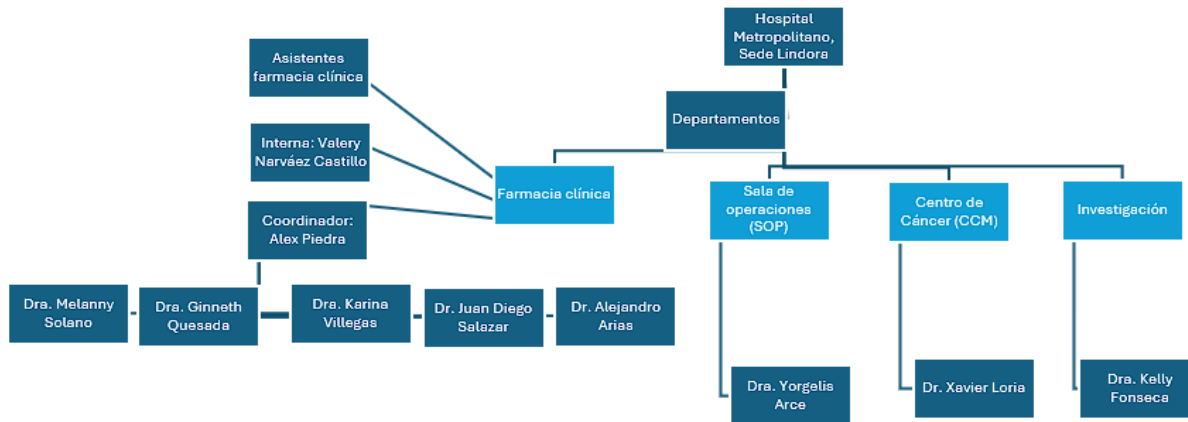 Hospital
Metropolitano,
Sede Lindora
Asistentes
farmacia clínica
Departamentos
Interna: Valery
Narváez Castillo
Farmacia clínica
Sala de
operaciones
(SOP)
Centro de
Cáncer (CCM)
Investigación
Coordinador:
Alex Piedra
Dra. Melanny
Solano
Dra. Ginneth
Quesada
Dra. Karina
Villegas
Dr. Juan Diego
Salazar
Dr. Alejandro
Arias
Dra. Yorgelis
Arce
Dr. Xavier Loria
Dra. Kelly
Fonseca